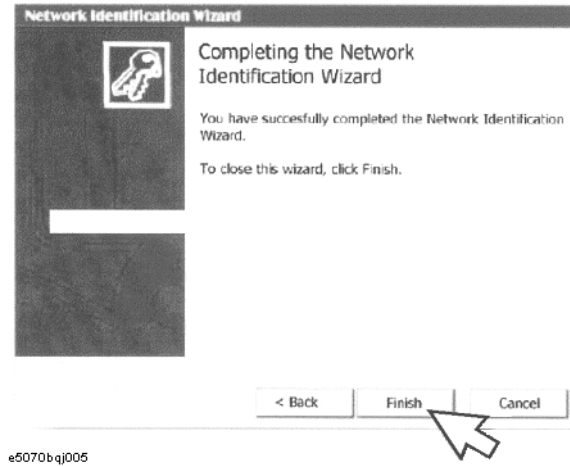 Network Identification Wizard
Completing the Network
Identification Wizard
You have succesfully completed the Network Identification
Wizard.
To close this wizard, click Finish.
< Back
Finish
Cancel
e5070bqj005